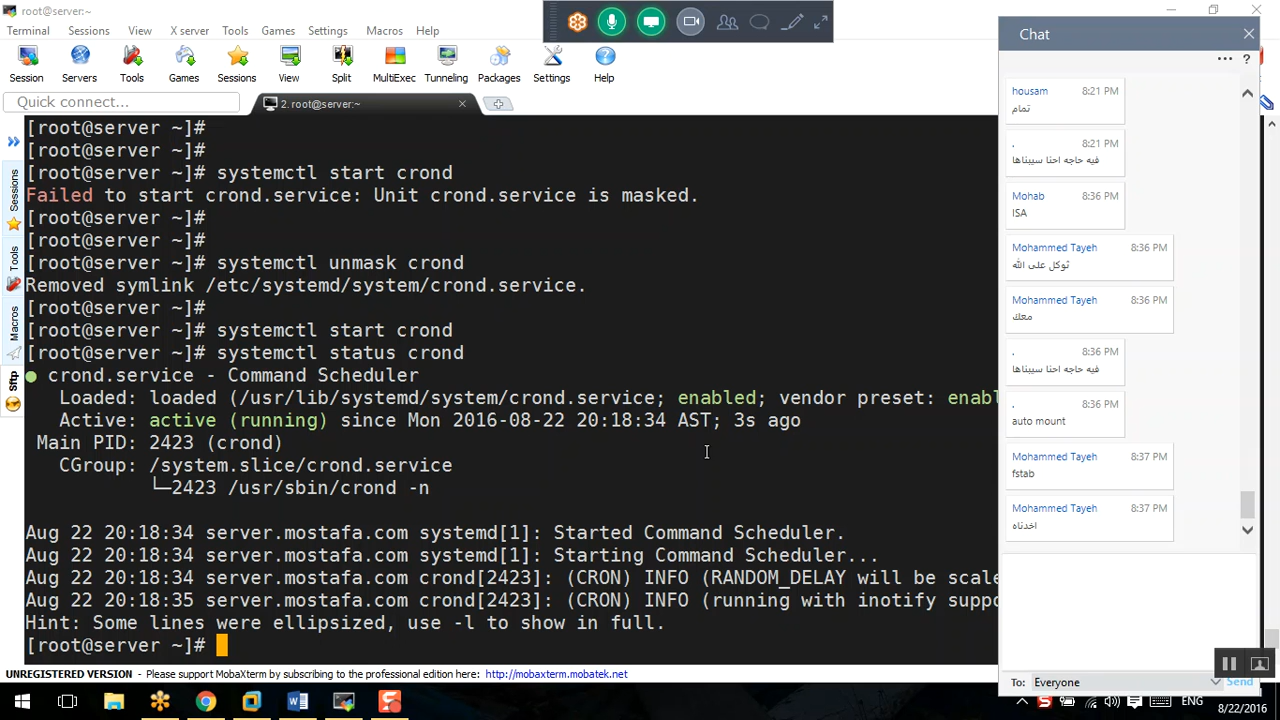 root@server:~
Terminal Sessions View X server Tools Games Settings Macros Help
Session Servers Tools Games Sessions View Split MultiExec Tunneling Packages Settings Help
Quick connect...
2. root@server:~
Sessions
Tools
Macros
Sftp
[root@server ~]#
[root@server ~]#
[root@server ~]# systemctl start crond
Failed to start crond.service: Unit crond.service is masked.
[root@server ~]#
[root@server ~]#
[root@server ~]# systemctl unmask crond
Removed symlink /etc/systemd/system/crond.service.
[root@server ~]#
[root@server ~]# systemctl start crond
[root@server ~]# systemctl status crond
● crond.service - Command Scheduler
Loaded: loaded (/usr/lib/systemd/system/crond.service; enabled; vendor preset: enabl
Active: active (running) since Mon 2016-08-22 20:18:34 AST; 3s ago
Main PID: 2423 (crond)
CGroup: /system.slice/crond.service
└─2423 /usr/sbin/crond -n
Aug 22 20:18:34 server.mostafa.com systemd[1]: Started Command Scheduler.
Aug 22 20:18:34 server.mostafa.com systemd[1]: Starting Command Scheduler...
Aug 22 20:18:34 server.mostafa.com crond[2423]: (CRON) INFO (RANDOM_DELAY will be scale
Aug 22 20:18:35 server.mostafa.com crond[2423]: (CRON) INFO (running with inotify suppo
Hint: Some lines were ellipsized, use -l to show in full.
[root@server ~]#
UNREGISTERED VERSION - Please support MobaXterm by subscribing to the professional edition here: http://mobaxterm.mobatek.net
Chat
... ?
housam 8:21 PM
تمام
. 8:21 PM
فيه حاجه احنا سيبناها
Mohab 8:36 PM
ISA
Mohammed Tayeh 8:36 PM
توكل على الله
Mohammed Tayeh 8:36 PM
معك
. 8:36 PM
فيه حاجه احنا سيبناها
. 8:36 PM
auto mount
Mohammed Tayeh 8:37 PM
fstab
Mohammed Tayeh 8:37 PM
اخدناه
To: Everyone Send
ENG
8/22/2016